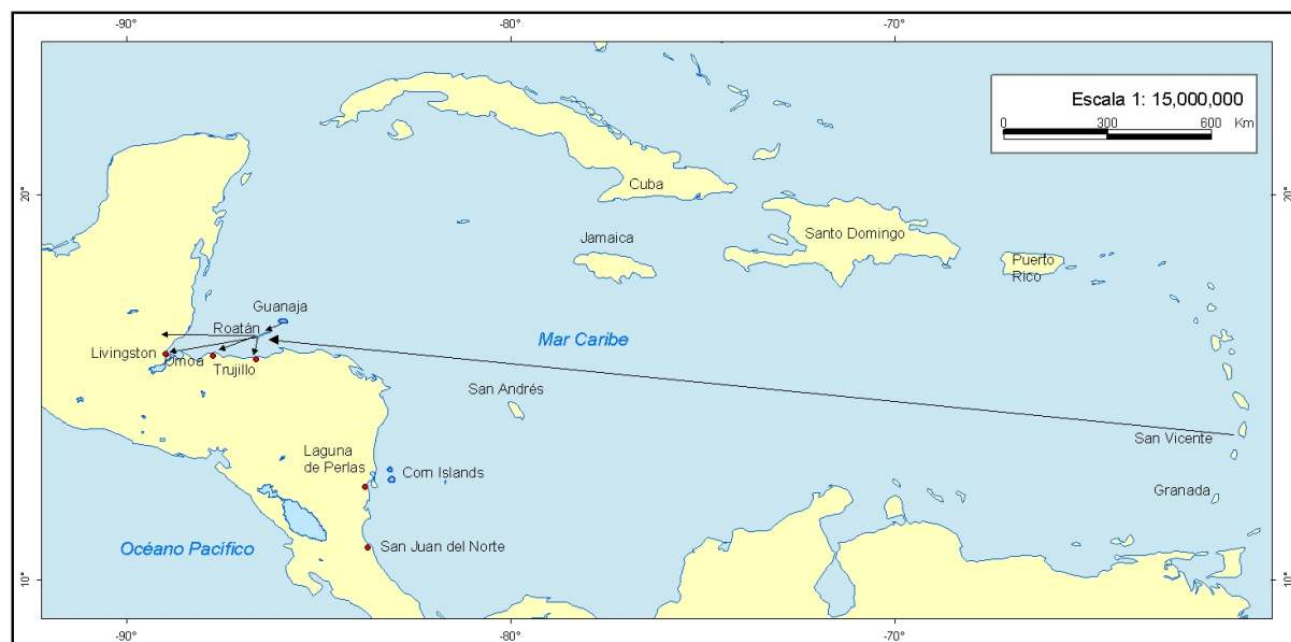 -90°
-80°
-70°
Escala 1: 15,000,000
0
300
600 Km
20°
20°
Cuba
Jamaica
Santo Domingo
Puerto
Rico
Guanaja
Roatán
Mar Caribe
Livingston
Omoa
Trujillo
San Andrés
San Vicente
Laguna
de Perlas
Corn Islands
Granada
Océano Pacífico
San Juan del Norte
10°
10°
-90°
-80°
-70°